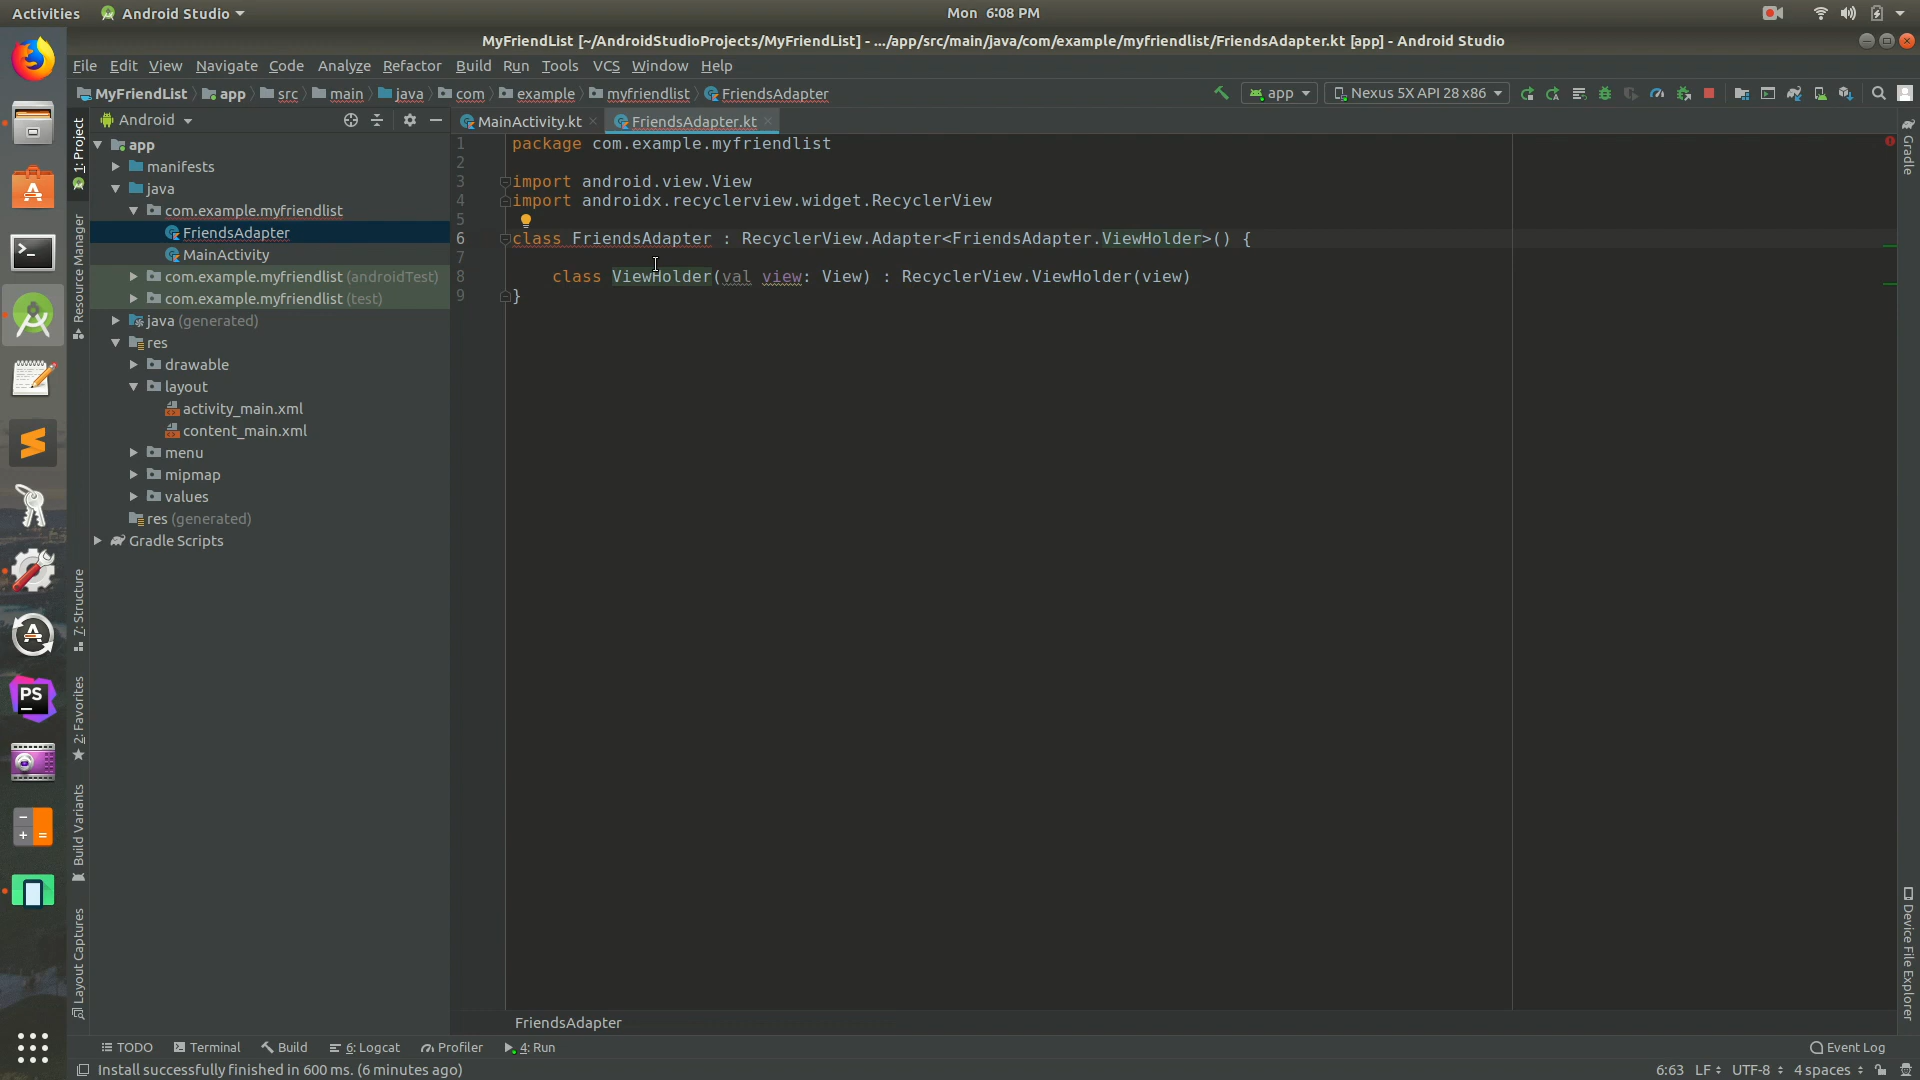 Activities
Android Studio
Mon 6:08 PM
MyFriendList [~/AndroidStudioProjects/MyFriendList] - .../app/src/main/java/com/example/myfriendlist/FriendsAdapter.kt [app] - Android Studio
File Edit View Navigate Code Analyze Refactor Build Run Tools VCS Window Help
MyFriendList app src main java com example myfriendlist FriendsAdapter
app
Nexus 5X API 28 x86
Android
MainActivity.kt
FriendsAdapter.kt
1: Project
Resource Manager
7: Structure
2: Favorites
Build Variants
Layout Captures
app
manifests
java
com.example.myfriendlist
FriendsAdapter
MainActivity
com.example.myfriendlist (androidTest)
com.example.myfriendlist (test)
java (generated)
res
drawable
layout
activity_main.xml
content_main.xml
menu
mipmap
values
res (generated)
Gradle Scripts
1 package com.example.myfriendlist
2
3 import android.view.View
4 import androidx.recyclerview.widget.RecyclerView
5
6 class FriendsAdapter : RecyclerView.Adapter<FriendsAdapter.ViewHolder>() {
7
8 class ViewHolder(val view: View) : RecyclerView.ViewHolder(view)
9 }
FriendsAdapter
Gradle
Device File Explorer
PS
TODO Terminal Build 6: Logcat Profiler 4: Run
Event Log
Install successfully finished in 600 ms. (6 minutes ago)
6:63 LF UTF-8 4 spaces